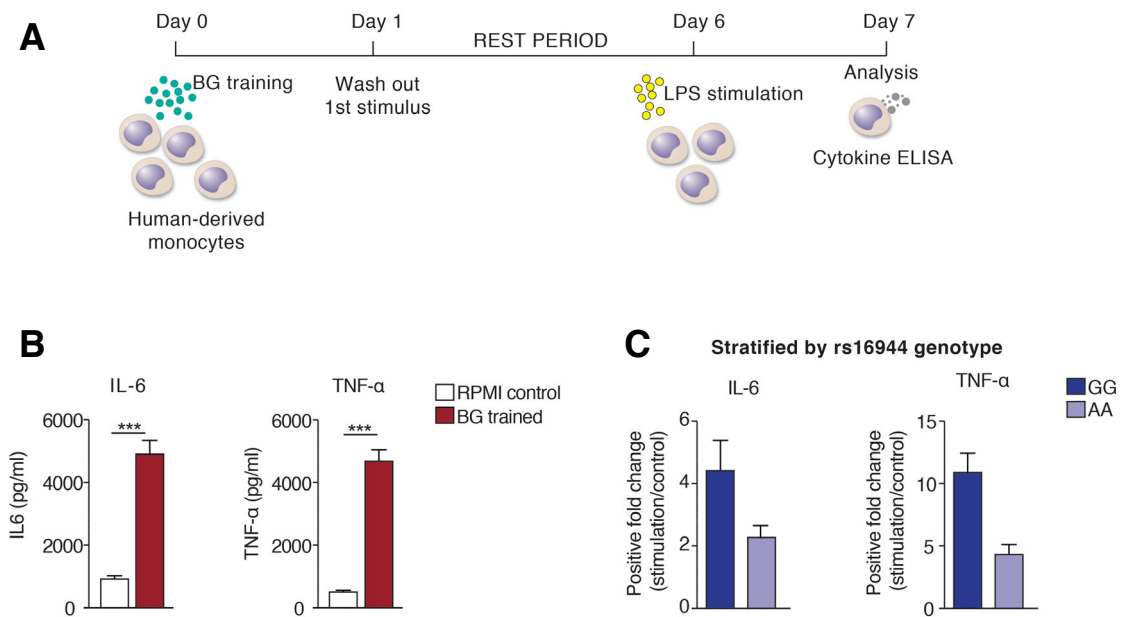 A
Day 0
Day 1
REST PERIOD
Day 6
Day 7
BG training
Wash out
1st stimulus
LPS stimulation
Analysis
Cytokine ELISA
Human-derived
monocytes
B
IL-6
IL6 (pg/ml)
6000
4000
2000
0
***
TNF-α
TNF-α (pg/ml)
6000
4000
2000
0
***
RPMI control
BG trained
C
Stratified by rs16944 genotype
IL-6
Positive fold change
(stimulation/control)
6
4
2
0
TNF-α
Positive fold change
(stimulation/control)
15
10
5
0
GG
AA